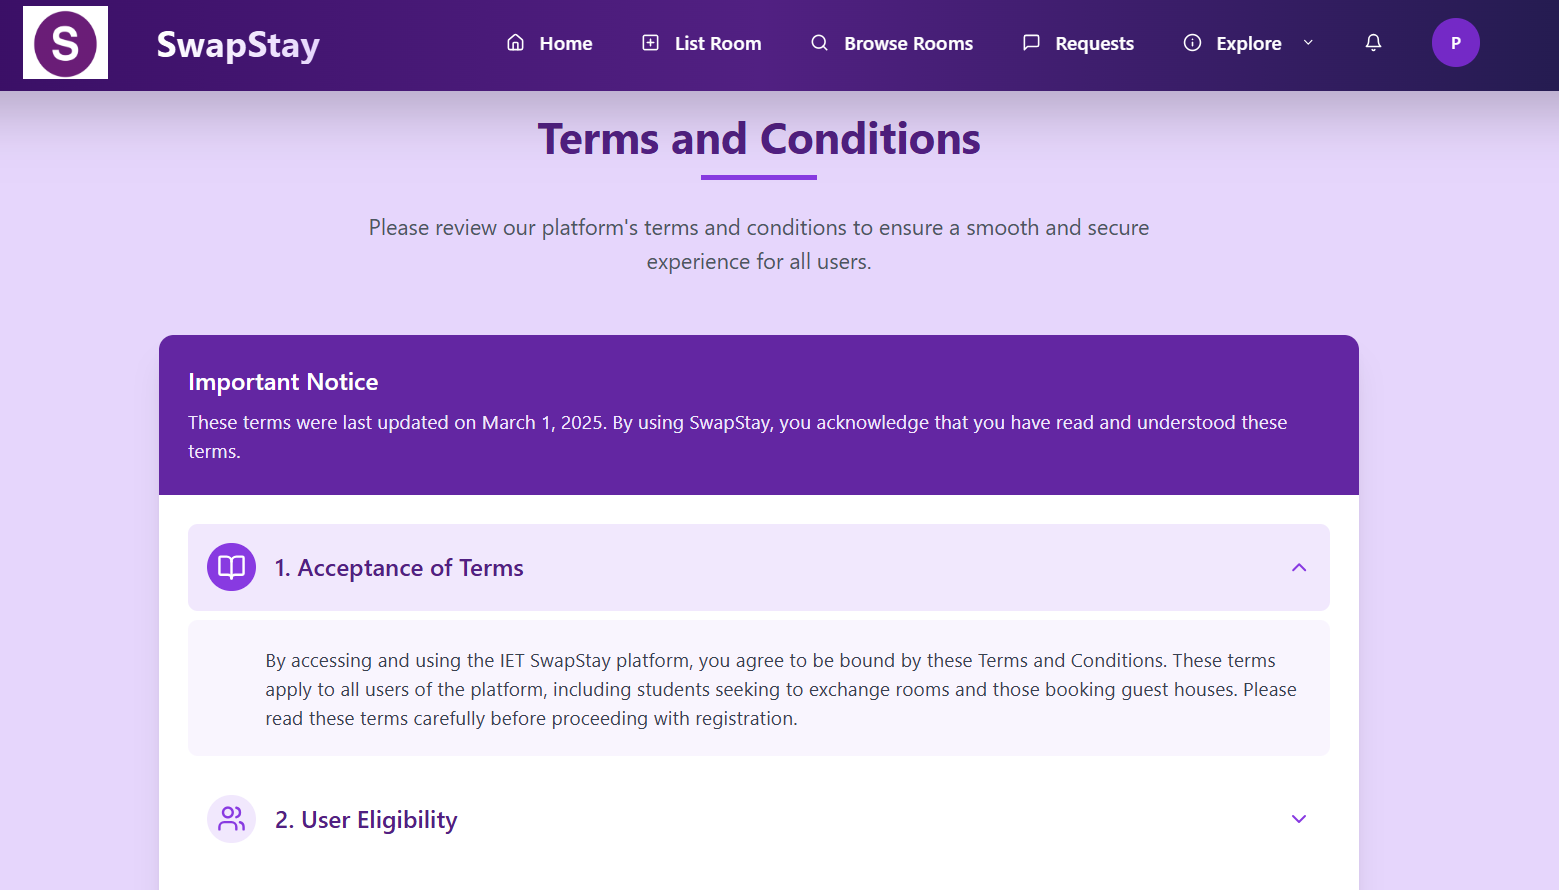 S
SwapStay
Home
List Room
Browse Rooms
Requests
Explore
P
Terms and Conditions
Please review our platform's terms and conditions to ensure a smooth and secure
experience for all users.
Important Notice
These terms were last updated on March 1, 2025. By using SwapStay, you acknowledge that you have read and understood these
terms.
1. Acceptance of Terms
By accessing and using the IET SwapStay platform, you agree to be bound by these Terms and Conditions. These terms
apply to all users of the platform, including students seeking to exchange rooms and those booking guest houses. Please
read these terms carefully before proceeding with registration.
2. User Eligibility